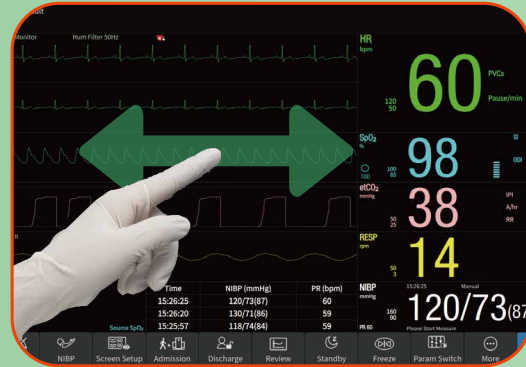 Monitor Hum Filter 50Hz
HR
bpm
120
50
60
PVCs
Pause/min
SpO₂
%
100
100
85
98
SI
etCO₂
mmHg
50
25
38
IPI
A/hr
RR
II
RESP
rpm
50
3
14
Time NIBP (mmHg) PR (bpm)
15:26:25 120/73(87) 60
15:26:20 130/71(86) 59
15:25:57 118/74(84) 59
Source SpO₂
NIBP
mmHg
15:26:25 Manual
160
90
120/73(87
PR 60 Please Start Measure
NIBP Screen Setup Admission Discharge Review Standby Freeze Param Switch More